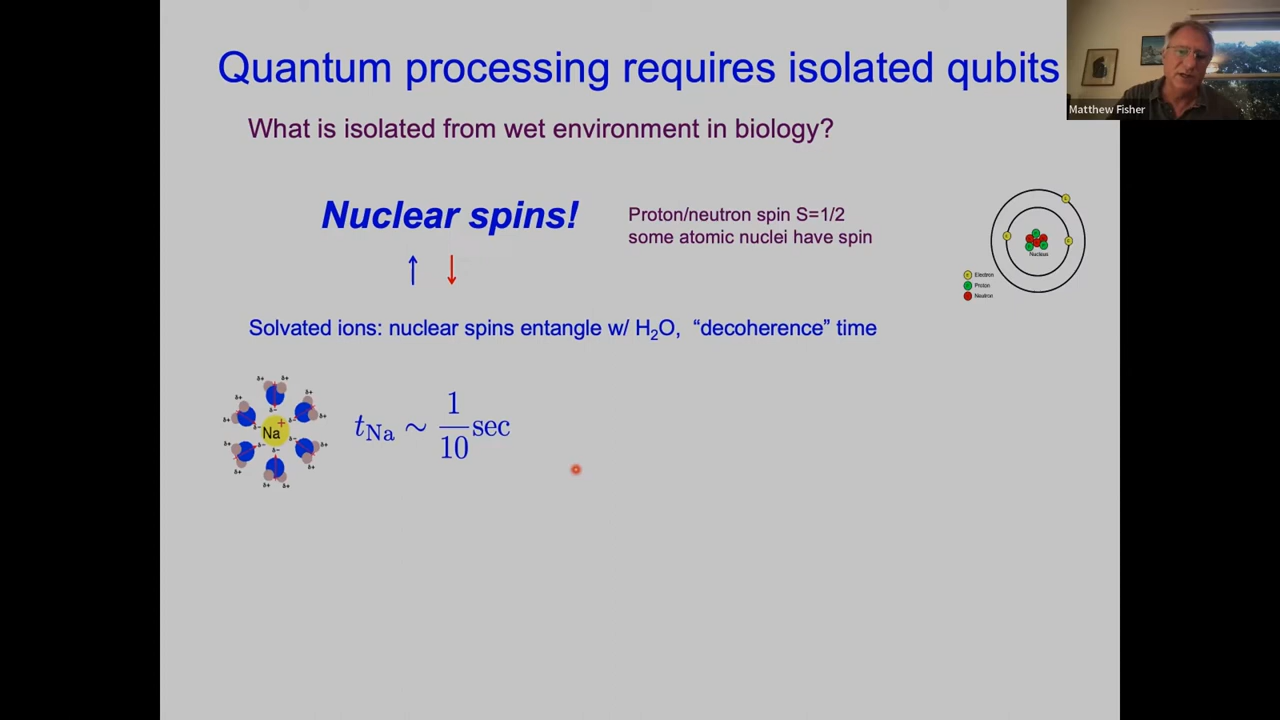 Quantum processing requires isolated qubits
Matthew Fisher
What is isolated from wet environment in biology?
Nuclear spins!
Proton/neutron spin S=1/2
some atomic nuclei have spin
↑ ↓
e
e
e
Nucleus
e Electron
Proton
Neutron
Solvated ions: nuclear spins entangle w/ H₂O, “decoherence” time
δ+ δ+
δ+ δ+
δ-
δ+ δ- δ- δ+
Na +
δ+ δ- δ- δ+
δ-
δ+ δ+
δ+ δ+
t_Na ∼ 1/10 sec